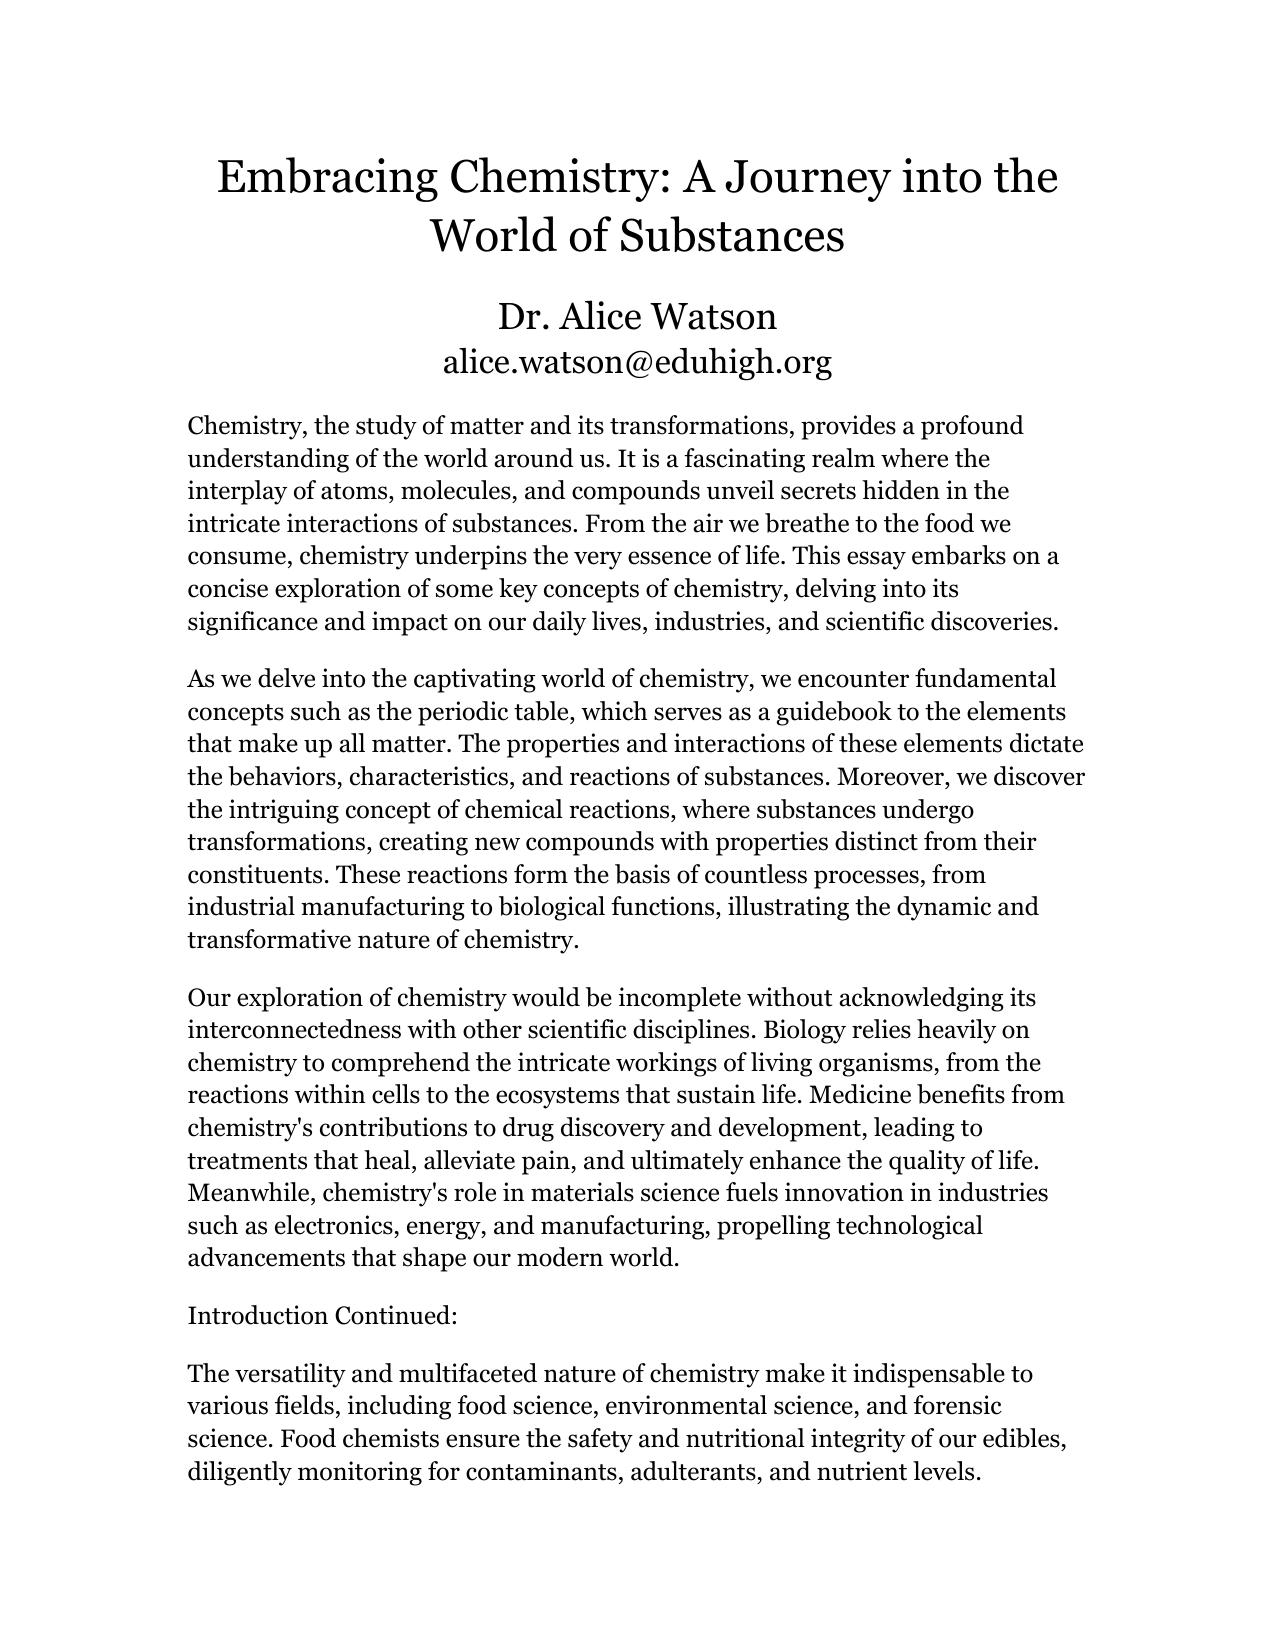 Embracing Chemistry: A Journey into the
World of Substances
Dr. Alice Watson
alice.watson@eduhigh.org
Chemistry, the study of matter and its transformations, provides a profound
understanding of the world around us. It is a fascinating realm where the
interplay of atoms, molecules, and compounds unveil secrets hidden in the
intricate interactions of substances. From the air we breathe to the food we
consume, chemistry underpins the very essence of life. This essay embarks on a
concise exploration of some key concepts of chemistry, delving into its
significance and impact on our daily lives, industries, and scientific discoveries.
As we delve into the captivating world of chemistry, we encounter fundamental
concepts such as the periodic table, which serves as a guidebook to the elements
that make up all matter. The properties and interactions of these elements dictate
the behaviors, characteristics, and reactions of substances. Moreover, we discover
the intriguing concept of chemical reactions, where substances undergo
transformations, creating new compounds with properties distinct from their
constituents. These reactions form the basis of countless processes, from
industrial manufacturing to biological functions, illustrating the dynamic and
transformative nature of chemistry.
Our exploration of chemistry would be incomplete without acknowledging its
interconnectedness with other scientific disciplines. Biology relies heavily on
chemistry to comprehend the intricate workings of living organisms, from the
reactions within cells to the ecosystems that sustain life. Medicine benefits from
chemistry's contributions to drug discovery and development, leading to
treatments that heal, alleviate pain, and ultimately enhance the quality of life.
Meanwhile, chemistry's role in materials science fuels innovation in industries
such as electronics, energy, and manufacturing, propelling technological
advancements that shape our modern world.
Introduction Continued:
The versatility and multifaceted nature of chemistry make it indispensable to
various fields, including food science, environmental science, and forensic
science. Food chemists ensure the safety and nutritional integrity of our edibles,
diligently monitoring for contaminants, adulterants, and nutrient levels.